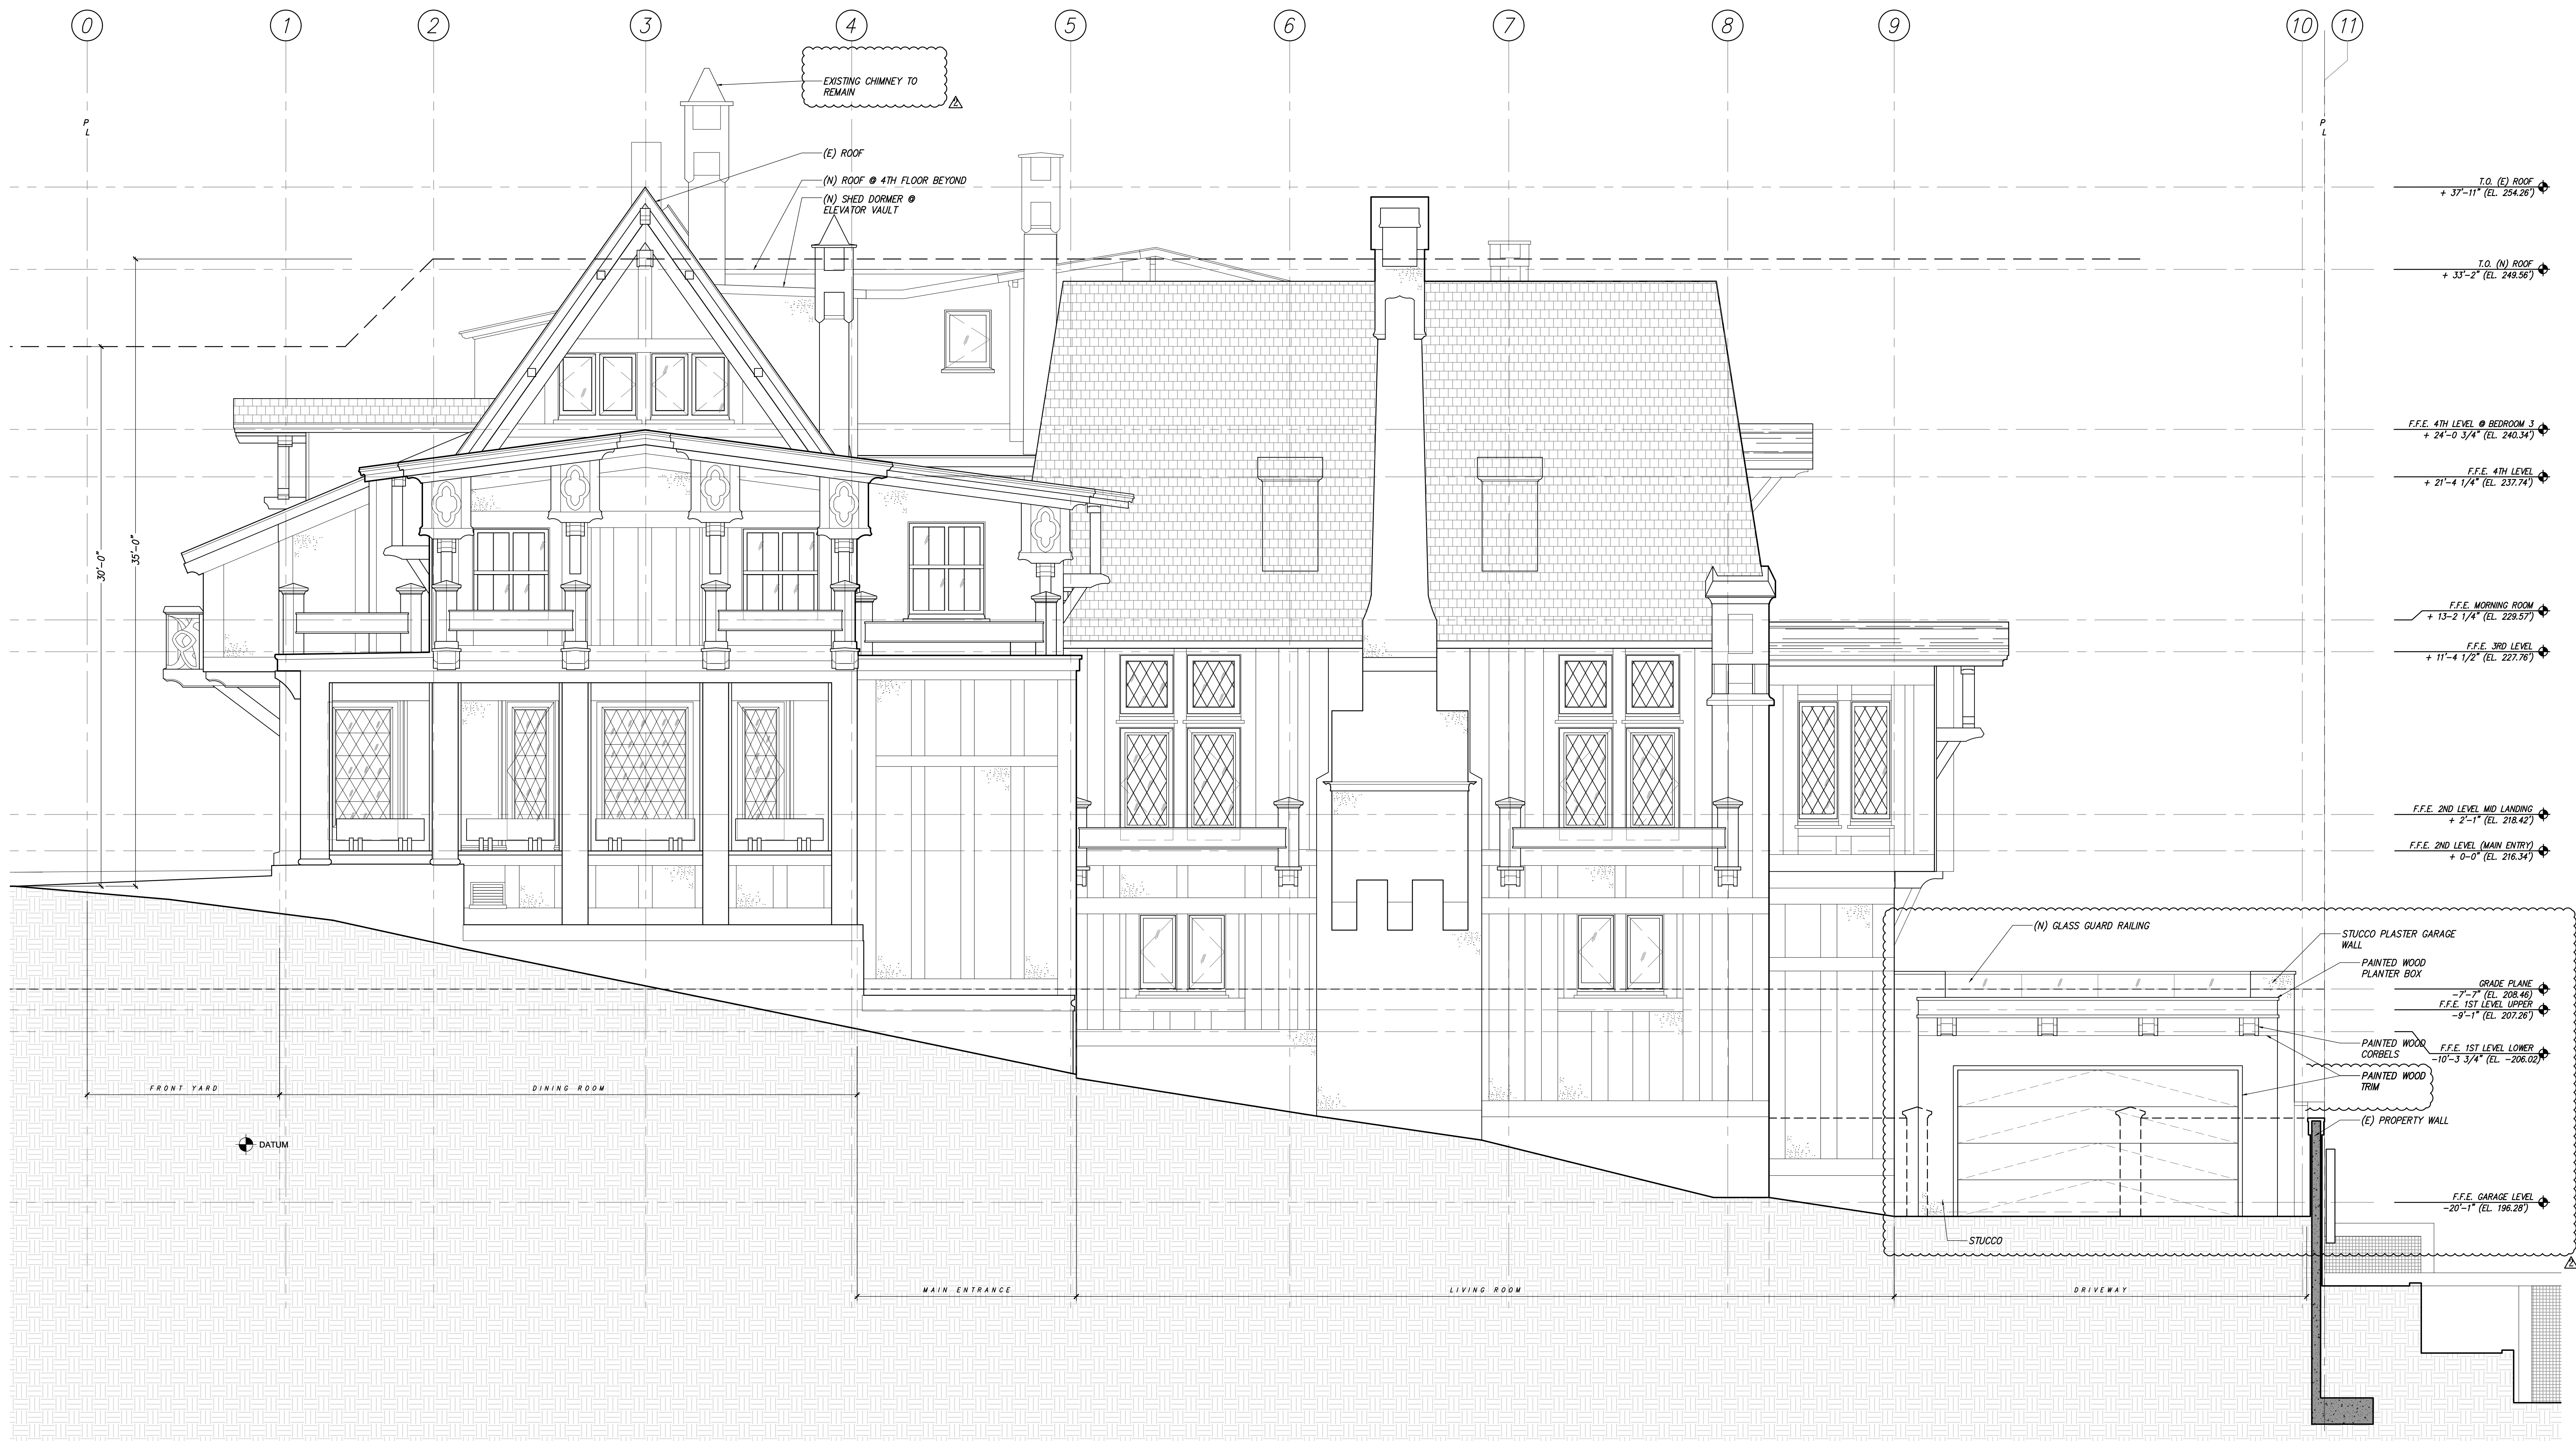 0 1 2 3 4 5 6 7 8 9 10 11
EXISTING CHIMNEY TO
REMAIN
2
P
L
P
L
(E) ROOF
(N) ROOF @ 4TH FLOOR BEYOND
(N) SHED DORMER @
ELEVATOR VAULT
T.O. (E) ROOF
+ 37'-11" (EL. 254.26')
T.O. (N) ROOF
+ 33'-2" (EL. 249.56')
F.F.E. 4TH LEVEL @ BEDROOM 3
+ 24'-0 3/4" (EL. 240.34')
F.F.E. 4TH LEVEL
+ 21'-4 1/4" (EL. 237.74')
30'-0"
35'-0"
F.F.E. MORNING ROOM
+ 13-2 1/4" (EL. 229.57')
F.F.E. 3RD LEVEL
+ 11'-4 1/2" (EL. 227.76')
F.F.E. 2ND LEVEL MID LANDING
+ 2'-1" (EL. 218.42')
F.F.E. 2ND LEVEL (MAIN ENTRY)
+ 0-0" (EL. 216.34')
(N) GLASS GUARD RAILING
STUCCO PLASTER GARAGE
WALL
PAINTED WOOD
PLANTER BOX
GRADE PLANE
-7'-7" (EL. 208.46)
F.F.E. 1ST LEVEL UPPER
-9'-1" (EL. 207.26')
PAINTED WOOD
CORBELS
F.F.E. 1ST LEVEL LOWER
-10'-3 3/4" (EL. -206.02)
PAINTED WOOD
TRIM
FRONT YARD
DINING ROOM
(E) PROPERTY WALL
DATUM
F.F.E. GARAGE LEVEL
-20'-1" (EL. 196.28')
STUCCO
2
MAIN ENTRANCE
LIVING ROOM
DRIVEWAY